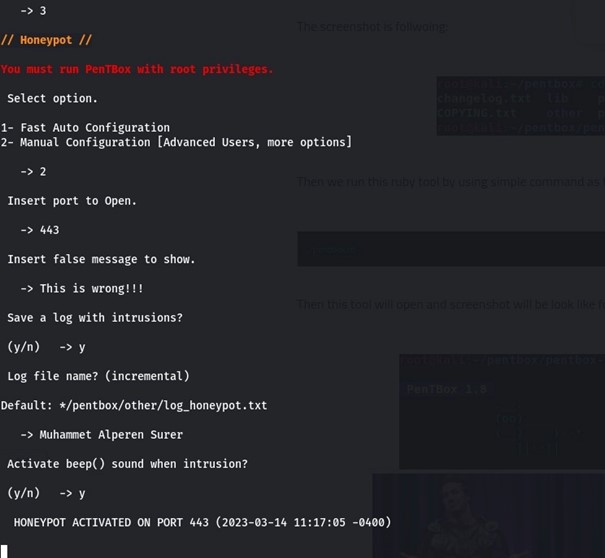 -> 3
// Honeypot //
You must run PenTBox with root privileges.
Select option.
1- Fast Auto Configuration
2- Manual Configuration [Advanced Users, more options]
-> 2
Insert port to Open.
-> 443
Insert false message to show.
-> This is wrong!!!
Save a log with intrusions?
(y/n)   -> y
Log file name? (incremental)
Default: */pentbox/other/log_honeypot.txt
-> Muhammet Alperen Surer
Activate beep() sound when intrusion?
(y/n)   -> y
HONEYPOT ACTIVATED ON PORT 443 (2023-03-14 11:17:05 -0400)
The screenshot is
changelog.txt lib
COPYING.txt other
Then we run this ruby tool by using simple command as
Then this tool will open and screenshot will be look like
PenTBox 1.8